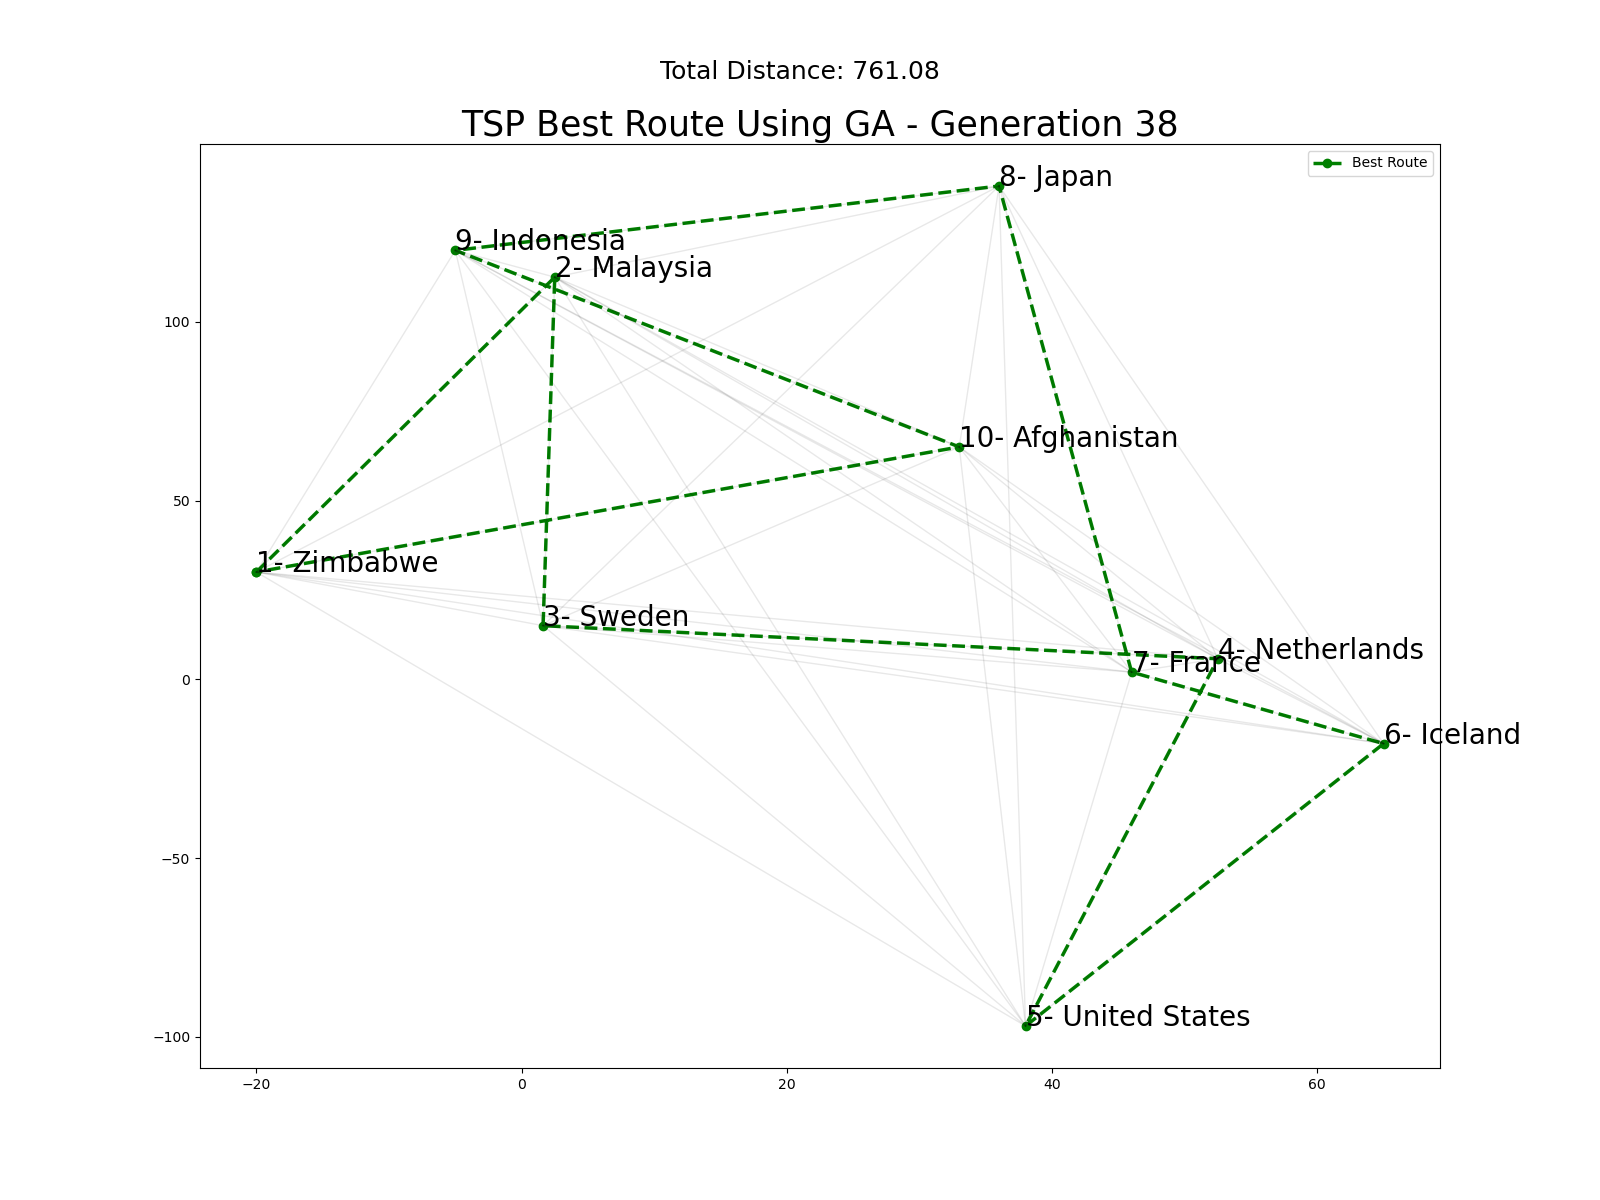 Total Distance: 761.08
TSP Best Route Using GA - Generation 38
Best Route
8- Japan
9- Indonesia
2- Malaysia
100
10- Afghanistan
50
1- Zimbabwe
3- Sweden
4- Netherlands
7- France
0
6- Iceland
−50
5- United States
−100
−20 0 20 40 60